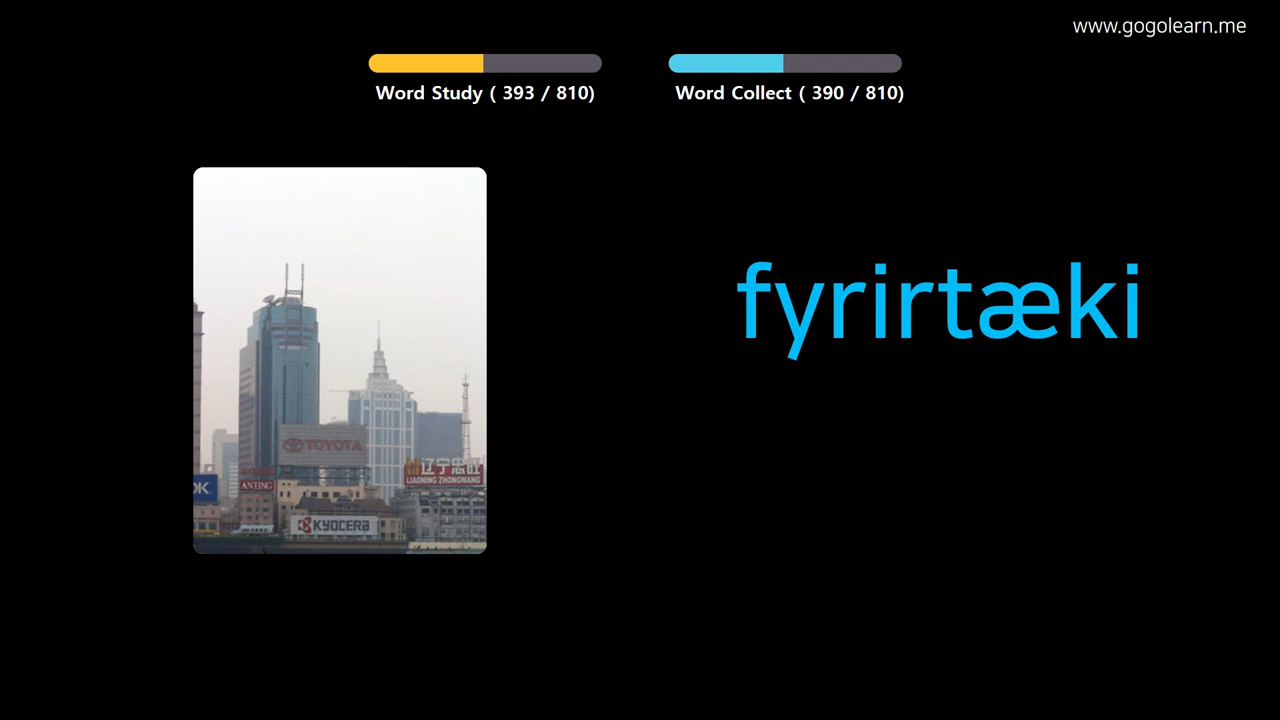 www.gogolearn.me
Word Study ( 393 / 810)
Word Collect ( 390 / 810)
fyrirtæki
TOYOTA
辽宁忠旺
LIAONING ZHONGWANG
ANTING
OK.
KYOCERA